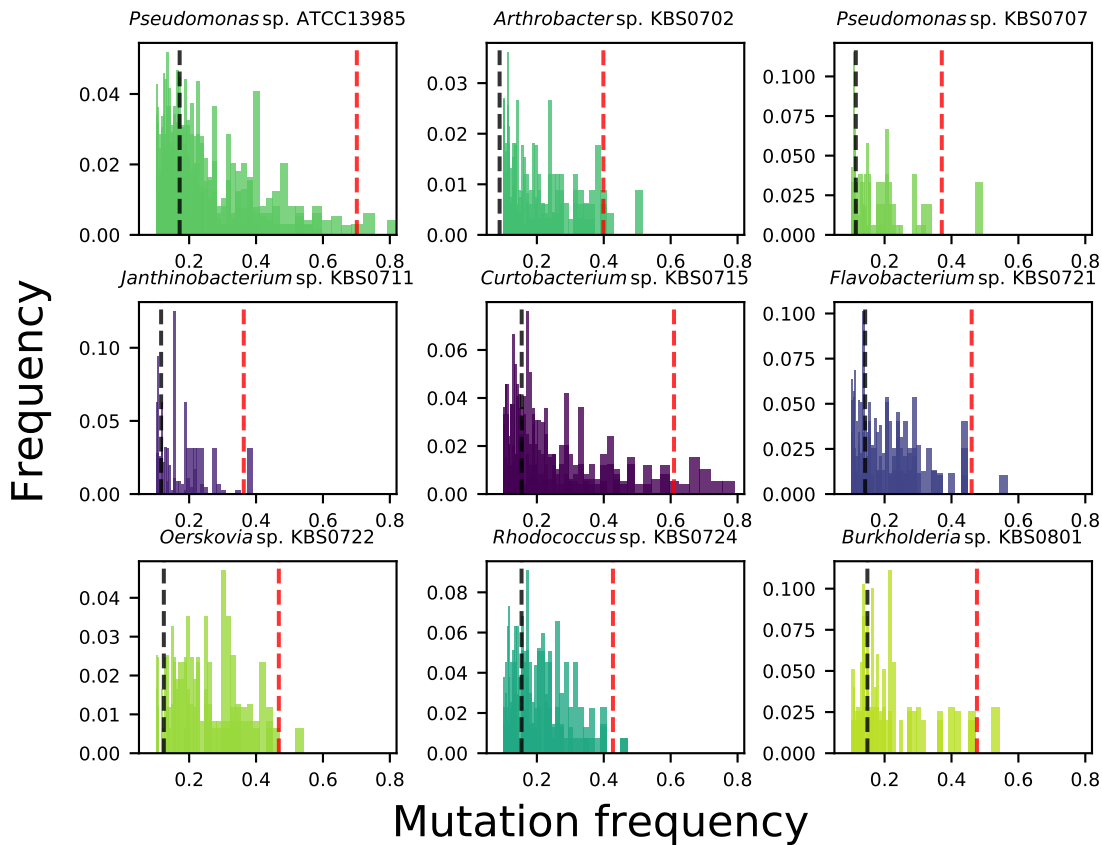 Pseudomonas sp. ATCC13985
Arthrobacter sp. KBS0702
Pseudomonas sp. KBS0707
0.04
0.02
0.00
0.2 0.4 0.6 0.8
0.03
0.02
0.01
0.00
0.2 0.4 0.6 0.8
0.100
0.075
0.050
0.025
0.000
0.2 0.4 0.6 0.8
Janthinobacterium sp. KBS0711
Curtobacterium sp. KBS0715
Flavobacterium sp. KBS0721
0.10
0.05
0.00
0.2 0.4 0.6 0.8
0.06
0.04
0.02
0.00
0.2 0.4 0.6 0.8
0.100
0.075
0.050
0.025
0.000
0.2 0.4 0.6 0.8
Oerskovia sp. KBS0722
Rhodococcus sp. KBS0724
Burkholderia sp. KBS0801
0.04
0.03
0.02
0.01
0.00
0.2 0.4 0.6 0.8
0.08
0.06
0.04
0.02
0.00
0.2 0.4 0.6 0.8
0.100
0.075
0.050
0.025
0.000
0.2 0.4 0.6 0.8
Frequency
Mutation frequency